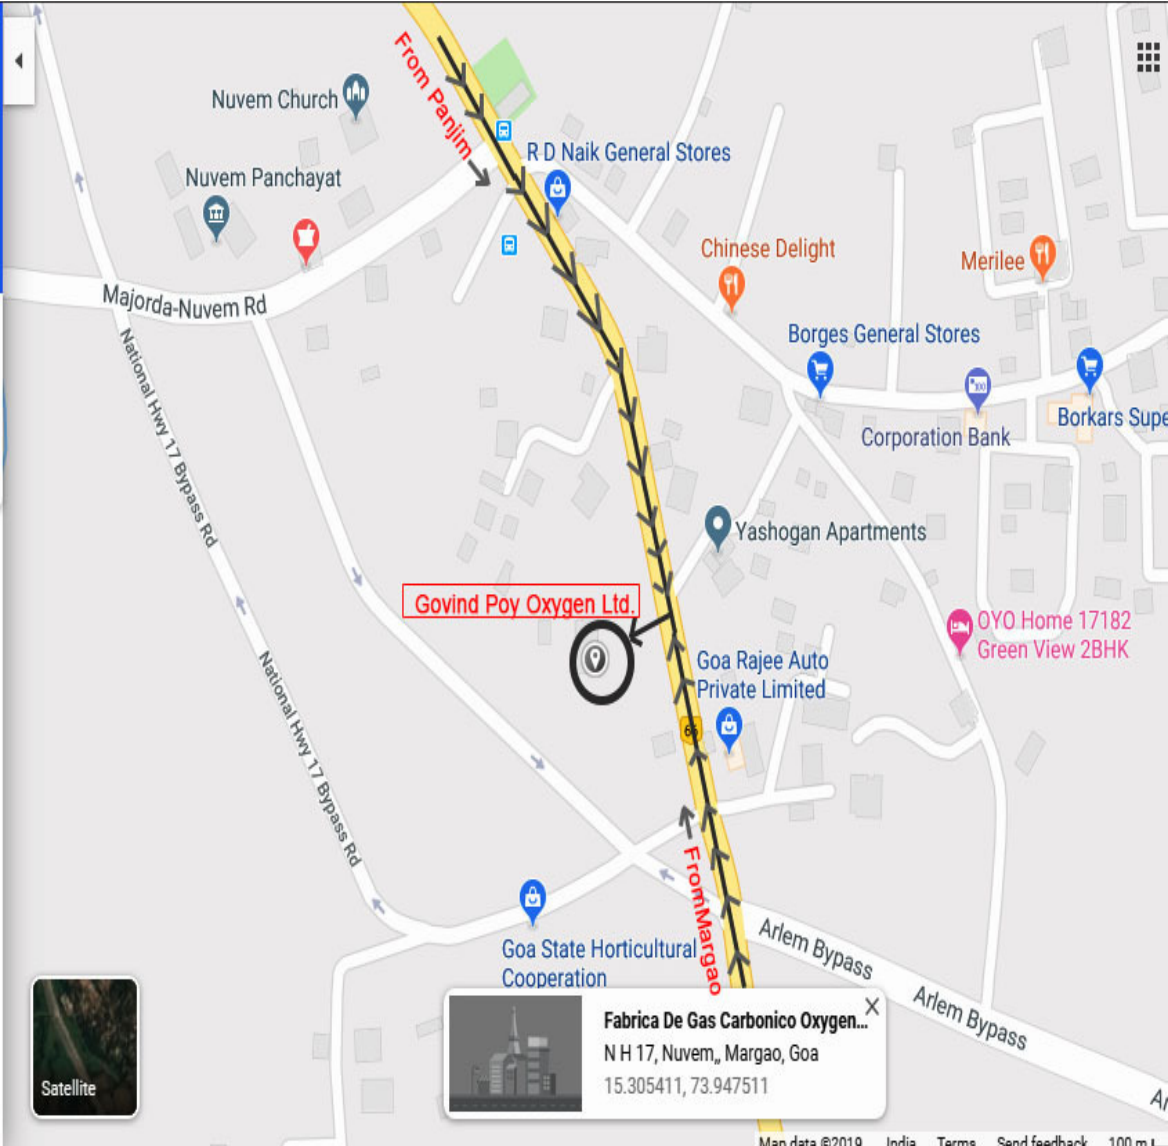 From Panjim
Nuvem Church
R D Naik General Stores
Nuvem Panchayat
Chinese Delight
Merilee
Majorda-Nuvem Rd
Borges General Stores
National Hwy 17 Bypass Rd
Corporation Bank
Borkars Supe
Yashogan Apartments
Govind Poy Oxygen Ltd.
OYO Home 17182
Green View 2BHK
Goa Rajee Auto
Private Limited
National Hwy 17 Bypass Rd
66
FromMargao
Goa State Horticultural
Cooperation
Arlem Bypass
Arlem Bypass
Fabrica De Gas Carbonico Oxygen...
N H 17, Nuvem,, Margao, Goa
15.305411, 73.947511
Satellite
Ar
Map data ©2019 India Terms Send feedback 100 m